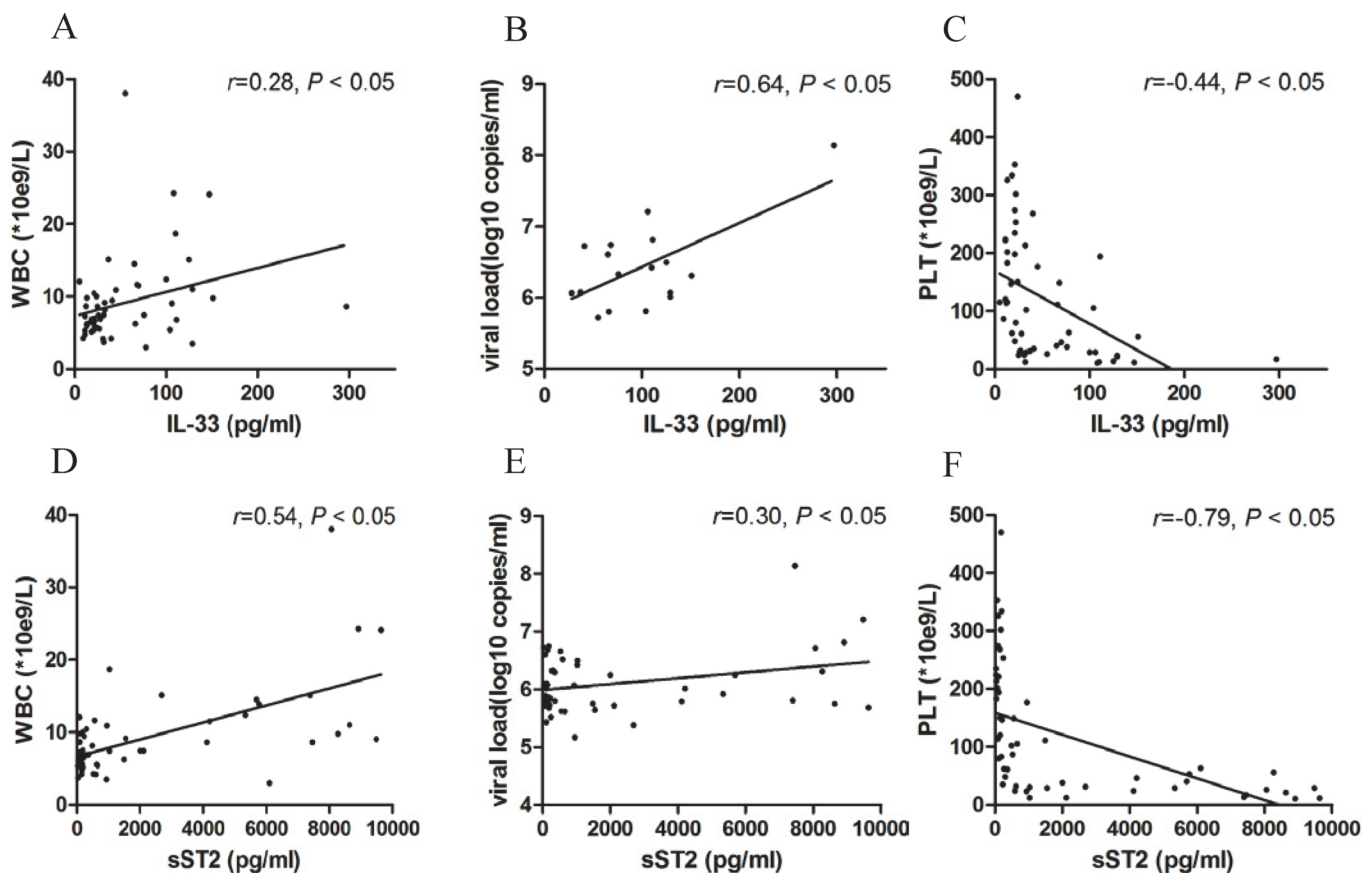 A
r=0.28, P < 0.05
WBC (*10e9/L)
40
30
20
10
0
0 100 200 300
IL-33 (pg/ml)
B
r=0.64, P < 0.05
viral load(log10 copies/ml)
9
8
7
6
5
0 100 200 300
IL-33 (pg/ml)
C
r=-0.44, P < 0.05
PLT (*10e9/L)
500
400
300
200
100
0
0 100 200 300
IL-33 (pg/ml)
D
r=0.54, P < 0.05
WBC (*10e9/L)
40
30
20
10
0
0 2000 4000 6000 8000 10000
sST2 (pg/ml)
E
r=0.30, P < 0.05
viral load(log10 copies/ml)
9
8
7
6
5
4
0 2000 4000 6000 8000 10000
sST2 (pg/ml)
F
r=-0.79, P < 0.05
PLT (*10e9/L)
500
400
300
200
100
0
0 2000 4000 6000 8000 10000
sST2 (pg/ml)